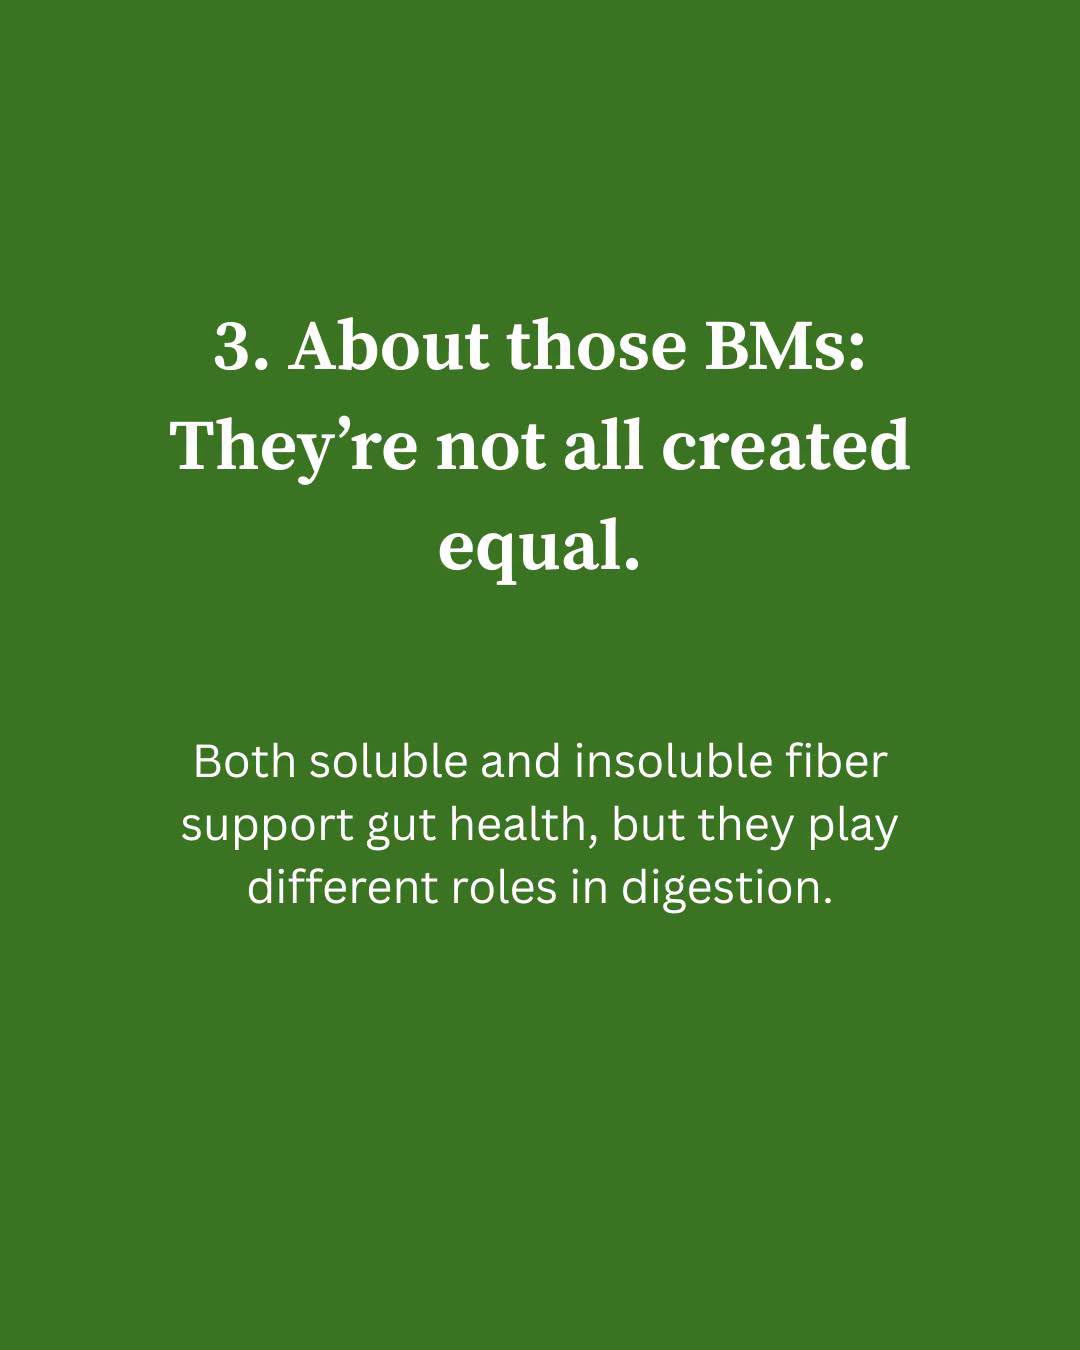 3. About those BMs:
They’re not all created
equal.
Both soluble and insoluble fiber
support gut health, but they play
different roles in digestion.